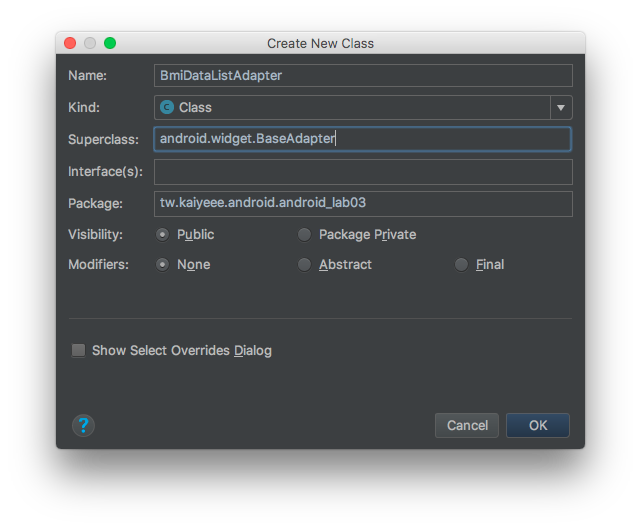 Create New Class
Name: BmiDataListAdapter
Kind: C Class
Superclass: android.widget.BaseAdapter
Interface(s):
Package: tw.kaiyeee.android.android_lab03
Visibility: Public Package Private
Modifiers: None Abstract Final
Show Select Overrides Dialog
? Cancel OK